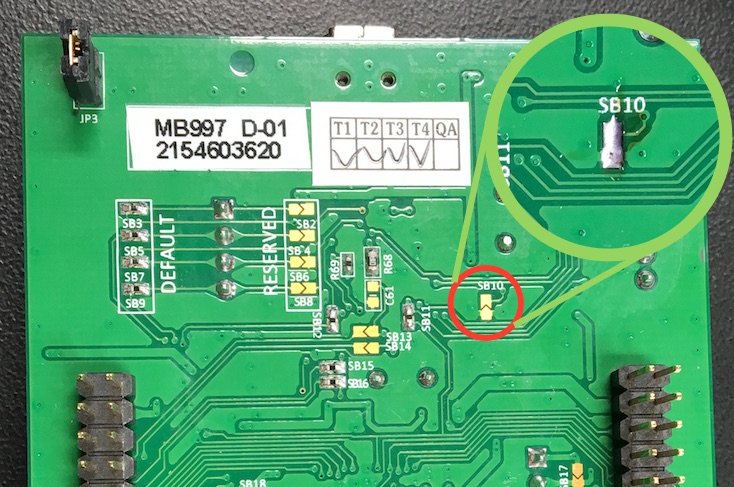 SB10
JP3
MB997 D-01
2154603620
T1 T2 T3 T4 QA
SB11
SB3
SB5
SB7
SB9
DEFAULT
RESERVED
SB2
SB4
SB6
SB8
R69
R68
C61
SB10
SB12
SB11
SB13
SB14
SB15
SB16
SB17
SB18